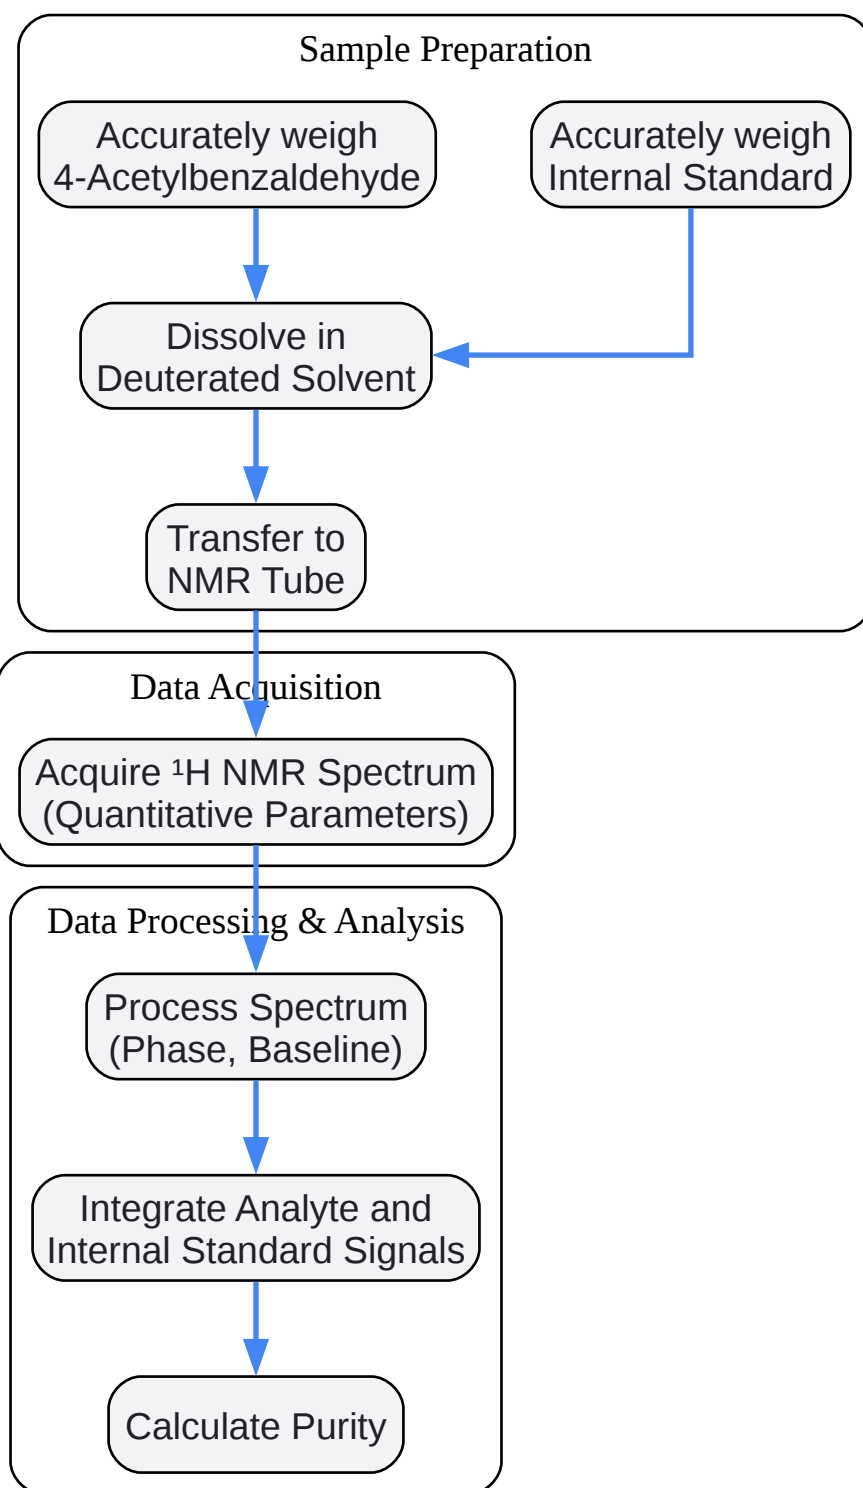 Sample Preparation
Accurately weigh
4-Acetylbenzaldehyde
Accurately weigh
Internal Standard
Dissolve in
Deuterated Solvent
Transfer to
NMR Tube
Data Acquisition
Acquire ¹H NMR Spectrum
(Quantitative Parameters)
Data Processing & Analysis
Process Spectrum
(Phase, Baseline)
Integrate Analyte and
Internal Standard Signals
Calculate Purity